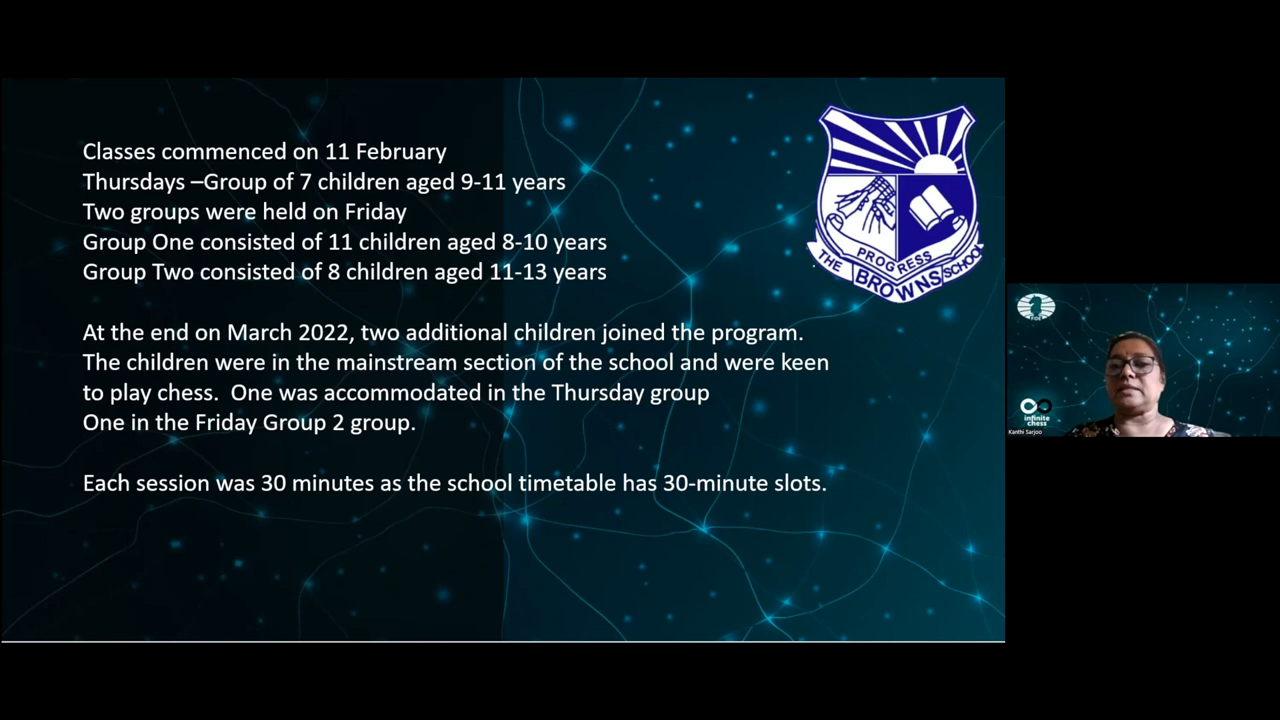 Classes commenced on 11 February
Thursdays –Group of 7 children aged 9-11 years
Two groups were held on Friday
Group One consisted of 11 children aged 8-10 years
Group Two consisted of 8 children aged 11-13 years
At the end on March 2022, two additional children joined the program.
The children were in the mainstream section of the school and were keen
to play chess.  One was accommodated in the Thursday group
One in the Friday Group 2 group.
Each session was 30 minutes as the school timetable has 30-minute slots.
PROGRESS
THE BROWNS SCHOOL
infinite
chess
Kanthi Sarjoo